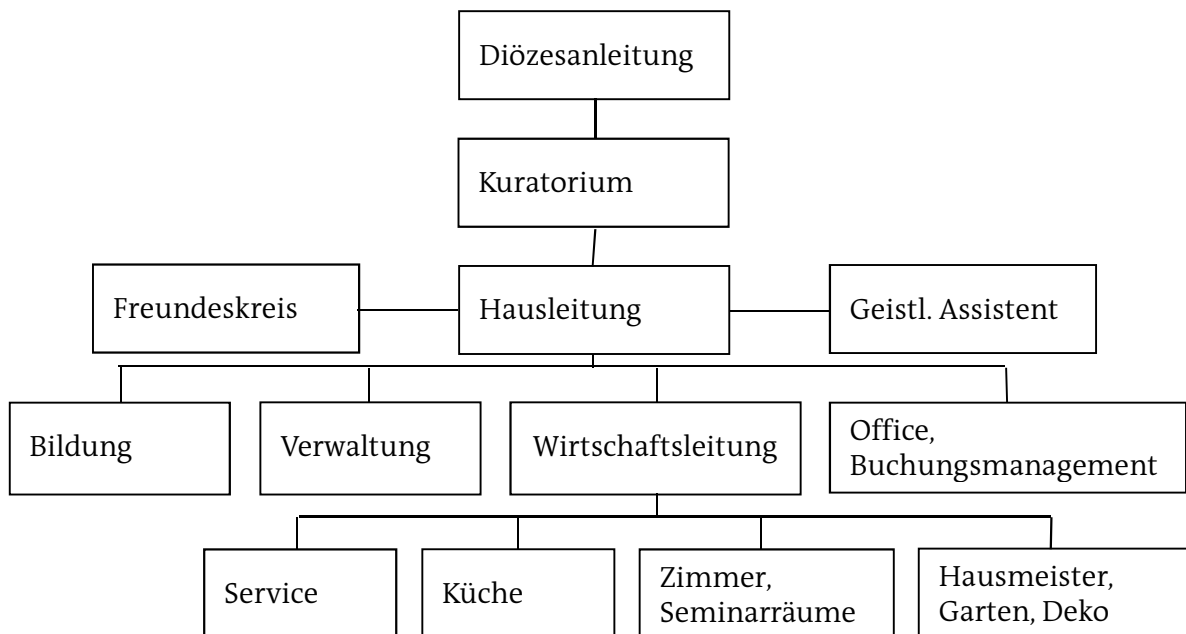 Diözesanleitung
Kuratorium
Freundeskreis
Hausleitung
Geistl. Assistent
Bildung
Verwaltung
Wirtschaftsleitung
Office,
Buchungsmanagement
Service
Küche
Zimmer,
Seminarräume
Hausmeister,
Garten, Deko